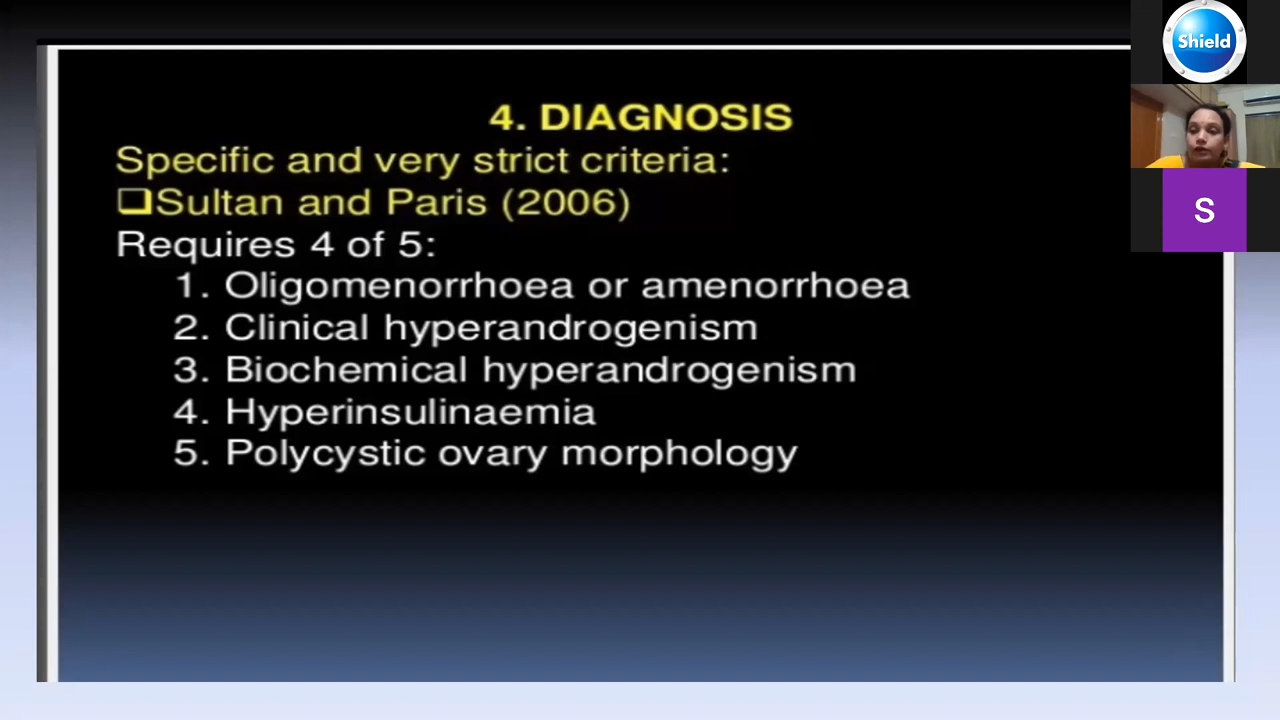 4. DIAGNOSIS
Specific and very strict criteria:
❑Sultan and Paris (2006)
Requires 4 of 5:
1. Oligomenorrhoea or amenorrhoea
2. Clinical hyperandrogenism
3. Biochemical hyperandrogenism
4. Hyperinsulinaemia
5. Polycystic ovary morphology
Shield
S